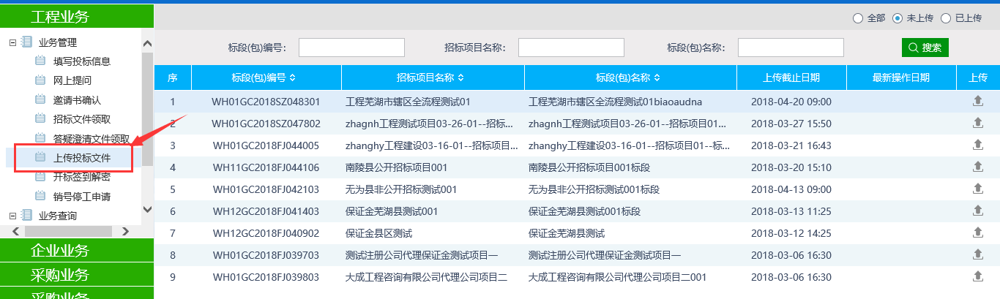 工程业务
业务管理
填写投标信息
网上提问
邀请书确认
招标文件领取
答疑澄清文件领取
上传投标文件
开标签到解密
销号停工申请
业务查询
企业业务
采购业务
采购业务
全部 未上传 已上传
标段(包)编号: 招标项目名称: 标段(包)名称: 搜索
序 标段(包)编号 招标项目名称 标段(包)名称 上传截止日期 最新操作日期 上传
1 WH01GC2018SZ048301 工程芜湖市辖区全流程测试01 工程芜湖市辖区全流程测试01biaoaudna 2018-04-20 09:00
2 WH01GC2018SZ047802 zhagnh工程测试项目03-26-01--招标... zhagnh工程测试项目03-26-01--招标项目01... 2018-03-27 15:50
3 WH01GC2018FJ044005 zhanghy工程建设03-16-01--招标项目... zhanghy工程建设03-16-01--招标项目01--标... 2018-03-21 16:43
4 WH11GC2018FJ044106 南陵县公开招标项目001 南陵县公开招标项目001标段 2018-03-20 15:10
5 WH01GC2018FJ042103 无为县非公开招标测试001 无为县非公开招标测试001标段 2018-04-13 09:00
6 WH12GC2018FJ041403 保证金芜湖县测试001 保证金芜湖县测试001标段 2018-03-13 11:25
7 WH12GC2018FJ040902 保证金县区测试 保证金芜湖县测试 2018-03-12 14:25
8 WH01GC2018FJ039703 测试注册公司代理保证金测试项目一 测试注册公司代理保证金测试项目一 2018-03-06 16:30
9 WH01GC2018FJ039803 大成工程咨询有限公司代理公司项目二 大成工程咨询有限公司代理公司项目二001 2018-03-06 16:30